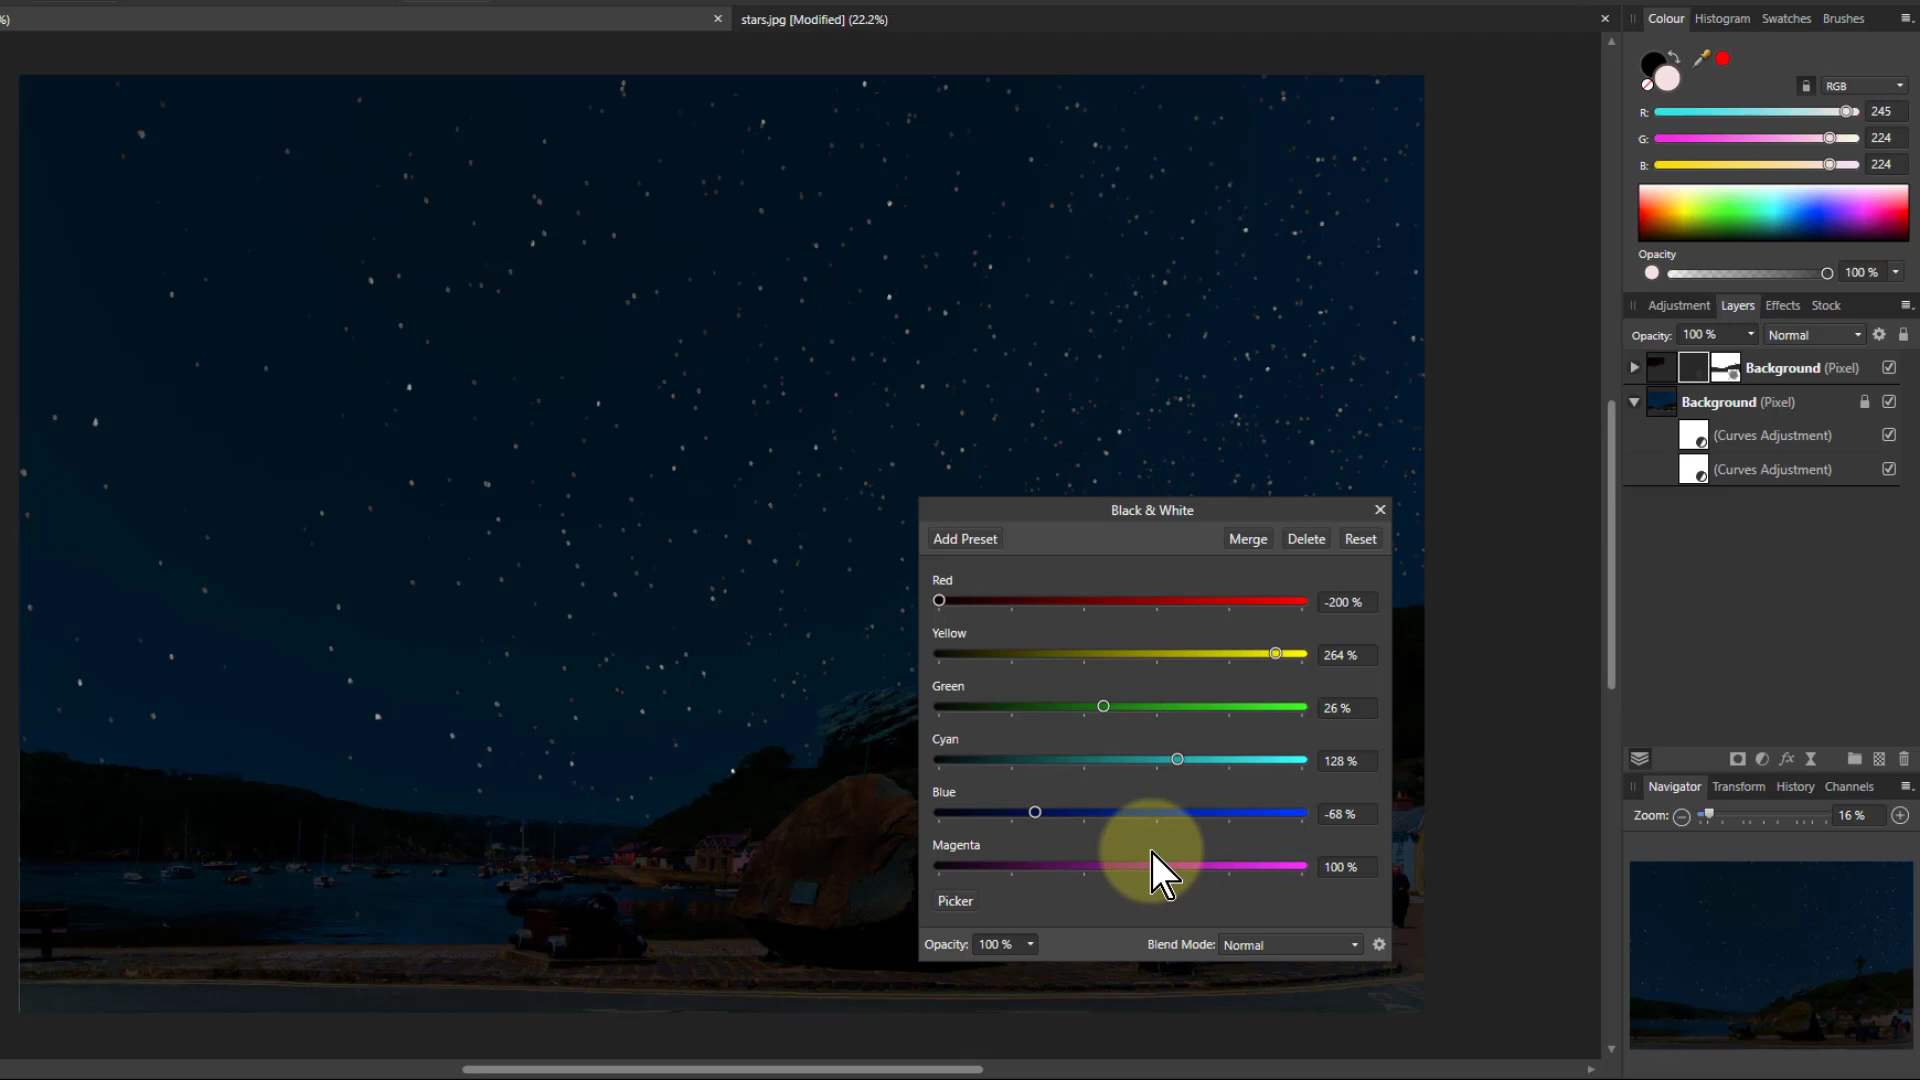 %)
stars.jpg [Modified] (22.2%)
Colour Histogram Swatches Brushes
RGB
R: 245
G: 224
B: 224
Opacity
100 %
Adjustment Layers Effects Stock
Opacity: 100 % Normal
Background (Pixel)
Background (Pixel)
(Curves Adjustment)
(Curves Adjustment)
Black & White
Add Preset Merge Delete Reset
Red
-200 %
Yellow
264 %
Green
26 %
Cyan
128 %
Blue
-68 %
Magenta
100 %
Picker
Opacity: 100 % Blend Mode: Normal
fx
Navigator Transform History Channels
Zoom: 16 %